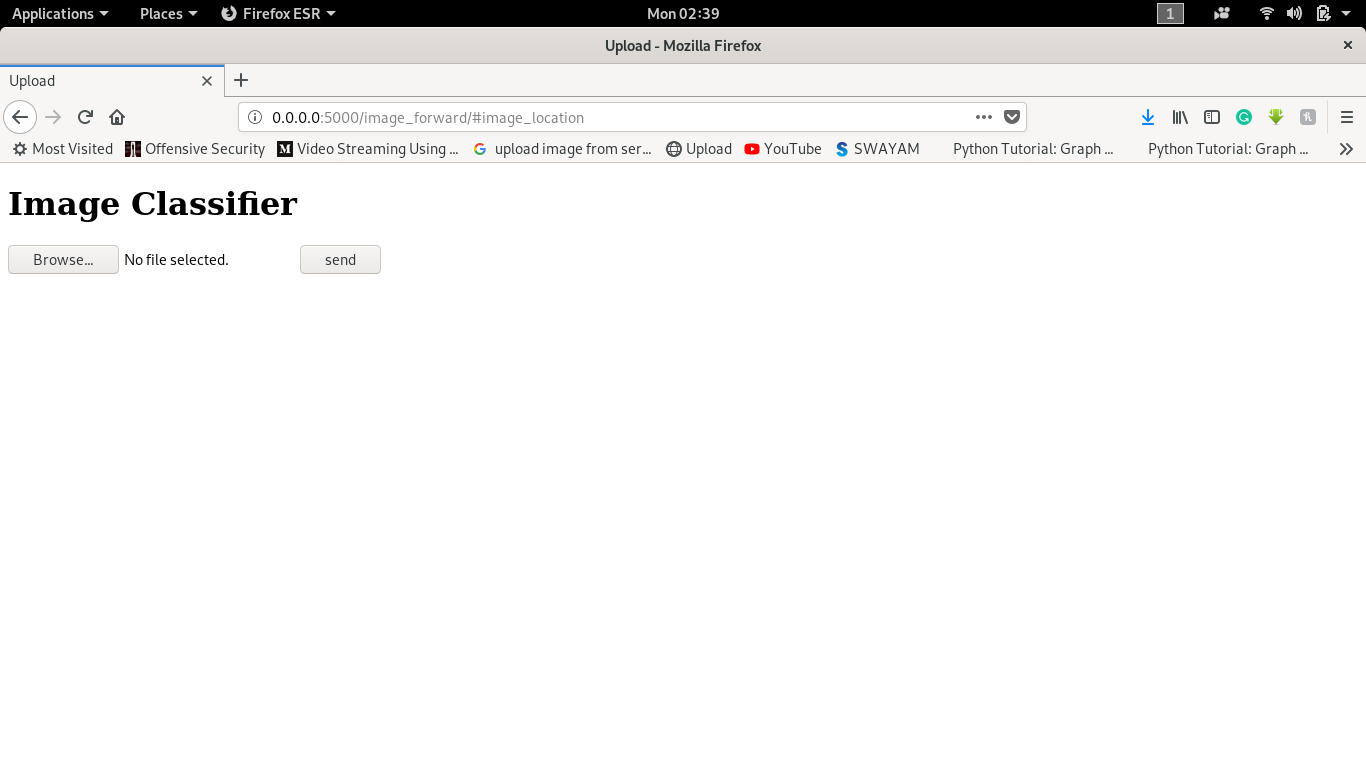 Applications Places Firefox ESR Mon 02:39 1
Upload - Mozilla Firefox
Upload
0.0.0.0:5000/image_forward/#image_location
Most Visited Offensive Security M Video Streaming Using ... G upload image from ser... Upload YouTube S SWAYAM Python Tutorial: Graph ... Python Tutorial: Graph ...
Image Classifier
Browse... No file selected. send